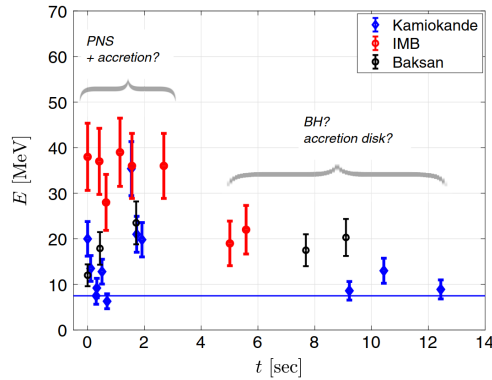 70
60
50
40
30
20
10
0
E [MeV]
PNS
+ accretion?
BH?
accretion disk?
Kamiokande
IMB
Baksan
0 2 4 6 8 10 12 14
t [sec]